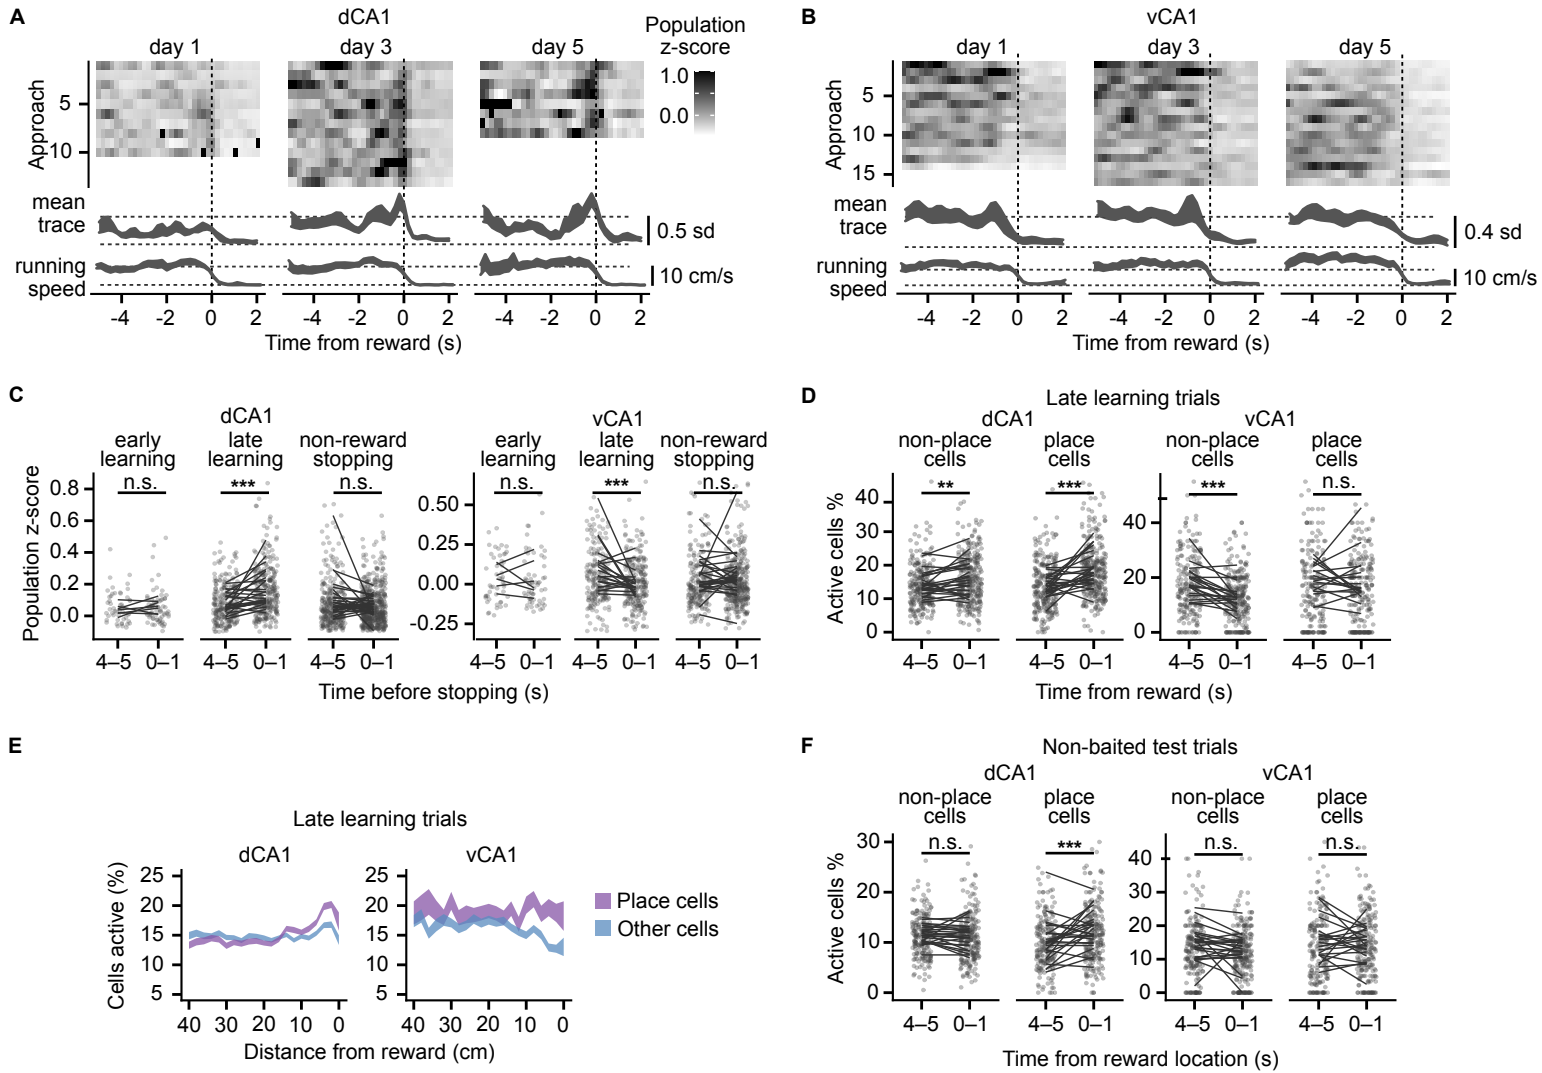 A
dCA1
day 1
day 3
day 5
Population
z-score
1.0
0.0
Approach
5
10
mean
trace
0.5 sd
running
speed
10 cm/s
-4 -2 0 2
-4 -2 0 2
-4 -2 0 2
Time from reward (s)
B
vCA1
day 1
day 3
day 5
Approach
5
10
15
mean
trace
0.4 sd
running
speed
10 cm/s
-4 -2 0 2
-4 -2 0 2
-4 -2 0 2
Time from reward (s)
C
dCA1
early
learning
late
learning
non-reward
stopping
n.s.
***
n.s.
Population z-score
0.8
0.6
0.4
0.2
0.0
4–5 0–1
4–5 0–1
4–5 0–1
vCA1
early
learning
late
learning
non-reward
stopping
n.s.
***
n.s.
0.50
0.25
0.00
-0.25
4–5 0–1
4–5 0–1
4–5 0–1
Time before stopping (s)
D
Late learning trials
dCA1
non-place
cells
place
cells
**
***
Active cells %
40
30
20
10
0
4–5 0–1
4–5 0–1
vCA1
non-place
cells
place
cells
***
n.s.
40
20
0
4–5 0–1
4–5 0–1
Time from reward (s)
E
Late learning trials
dCA1
vCA1
Cells active (%)
25
20
15
10
5
40 30 20 10 0
25
20
15
10
5
40 30 20 10 0
Place cells
Other cells
Distance from reward (cm)
F
Non-baited test trials
dCA1
non-place
cells
place
cells
n.s.
***
Active cells %
30
20
10
0
4–5 0–1
4–5 0–1
vCA1
non-place
cells
place
cells
n.s.
n.s.
40
30
20
10
0
4–5 0–1
4–5 0–1
Time from reward location (s)